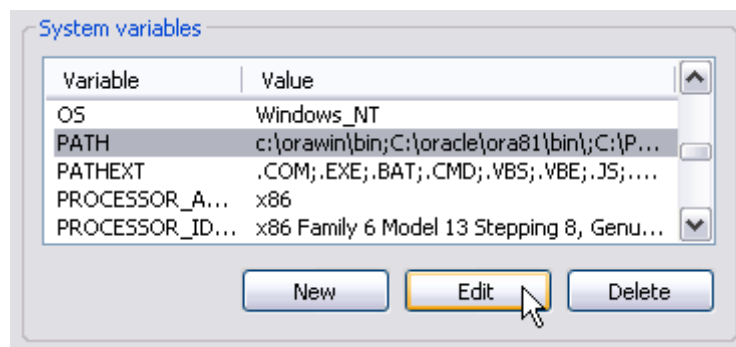 System variables
Variable Value
OS Windows_NT
PATH c:\orawin\bin;C:\oracle\ora81\bin\;C:\P...
PATHEXT .COM;.EXE;.BAT;.CMD;.VBS;.VBE;.JS;....
PROCESSOR_A... x86
PROCESSOR_ID... x86 Family 6 Model 13 Stepping 8, Genu...
New Edit Delete